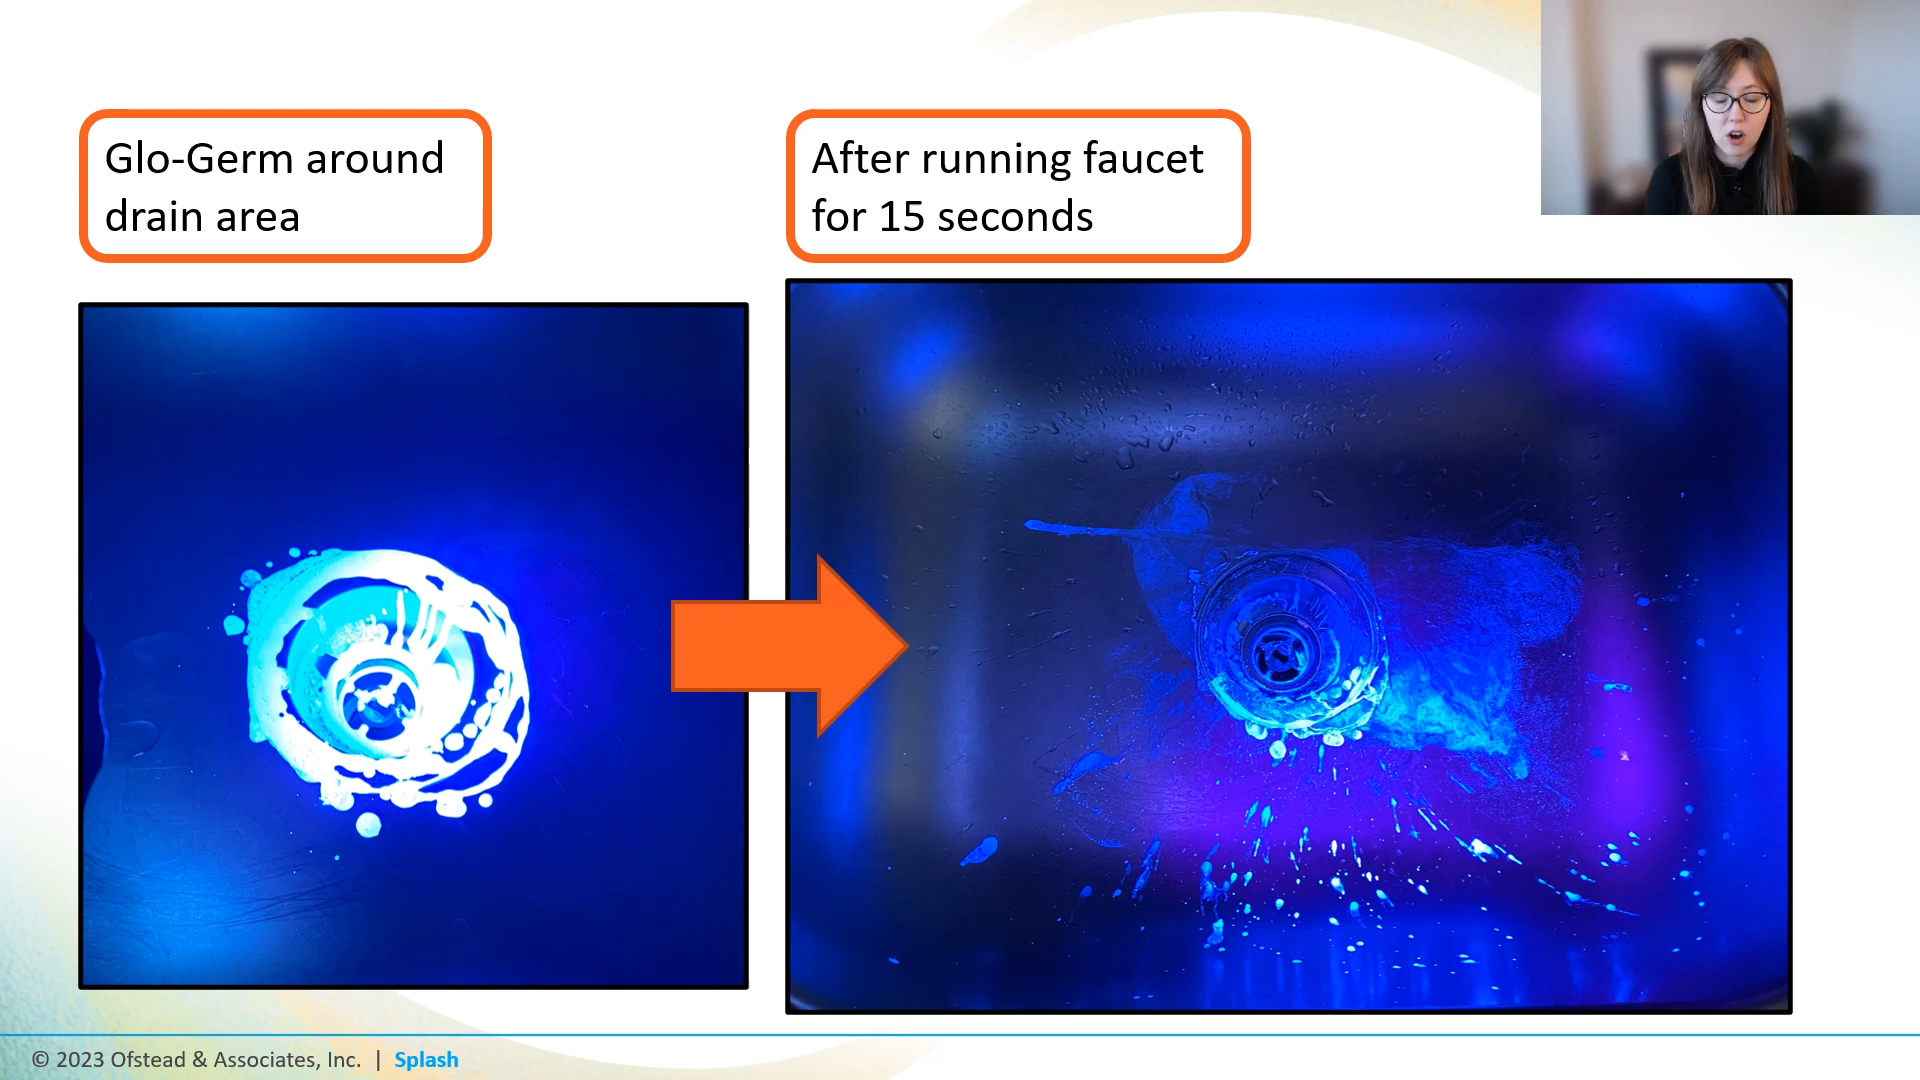 Glo-Germ around
drain area
After running faucet
for 15 seconds
© 2023 Ofstead & Associates, Inc. | Splash